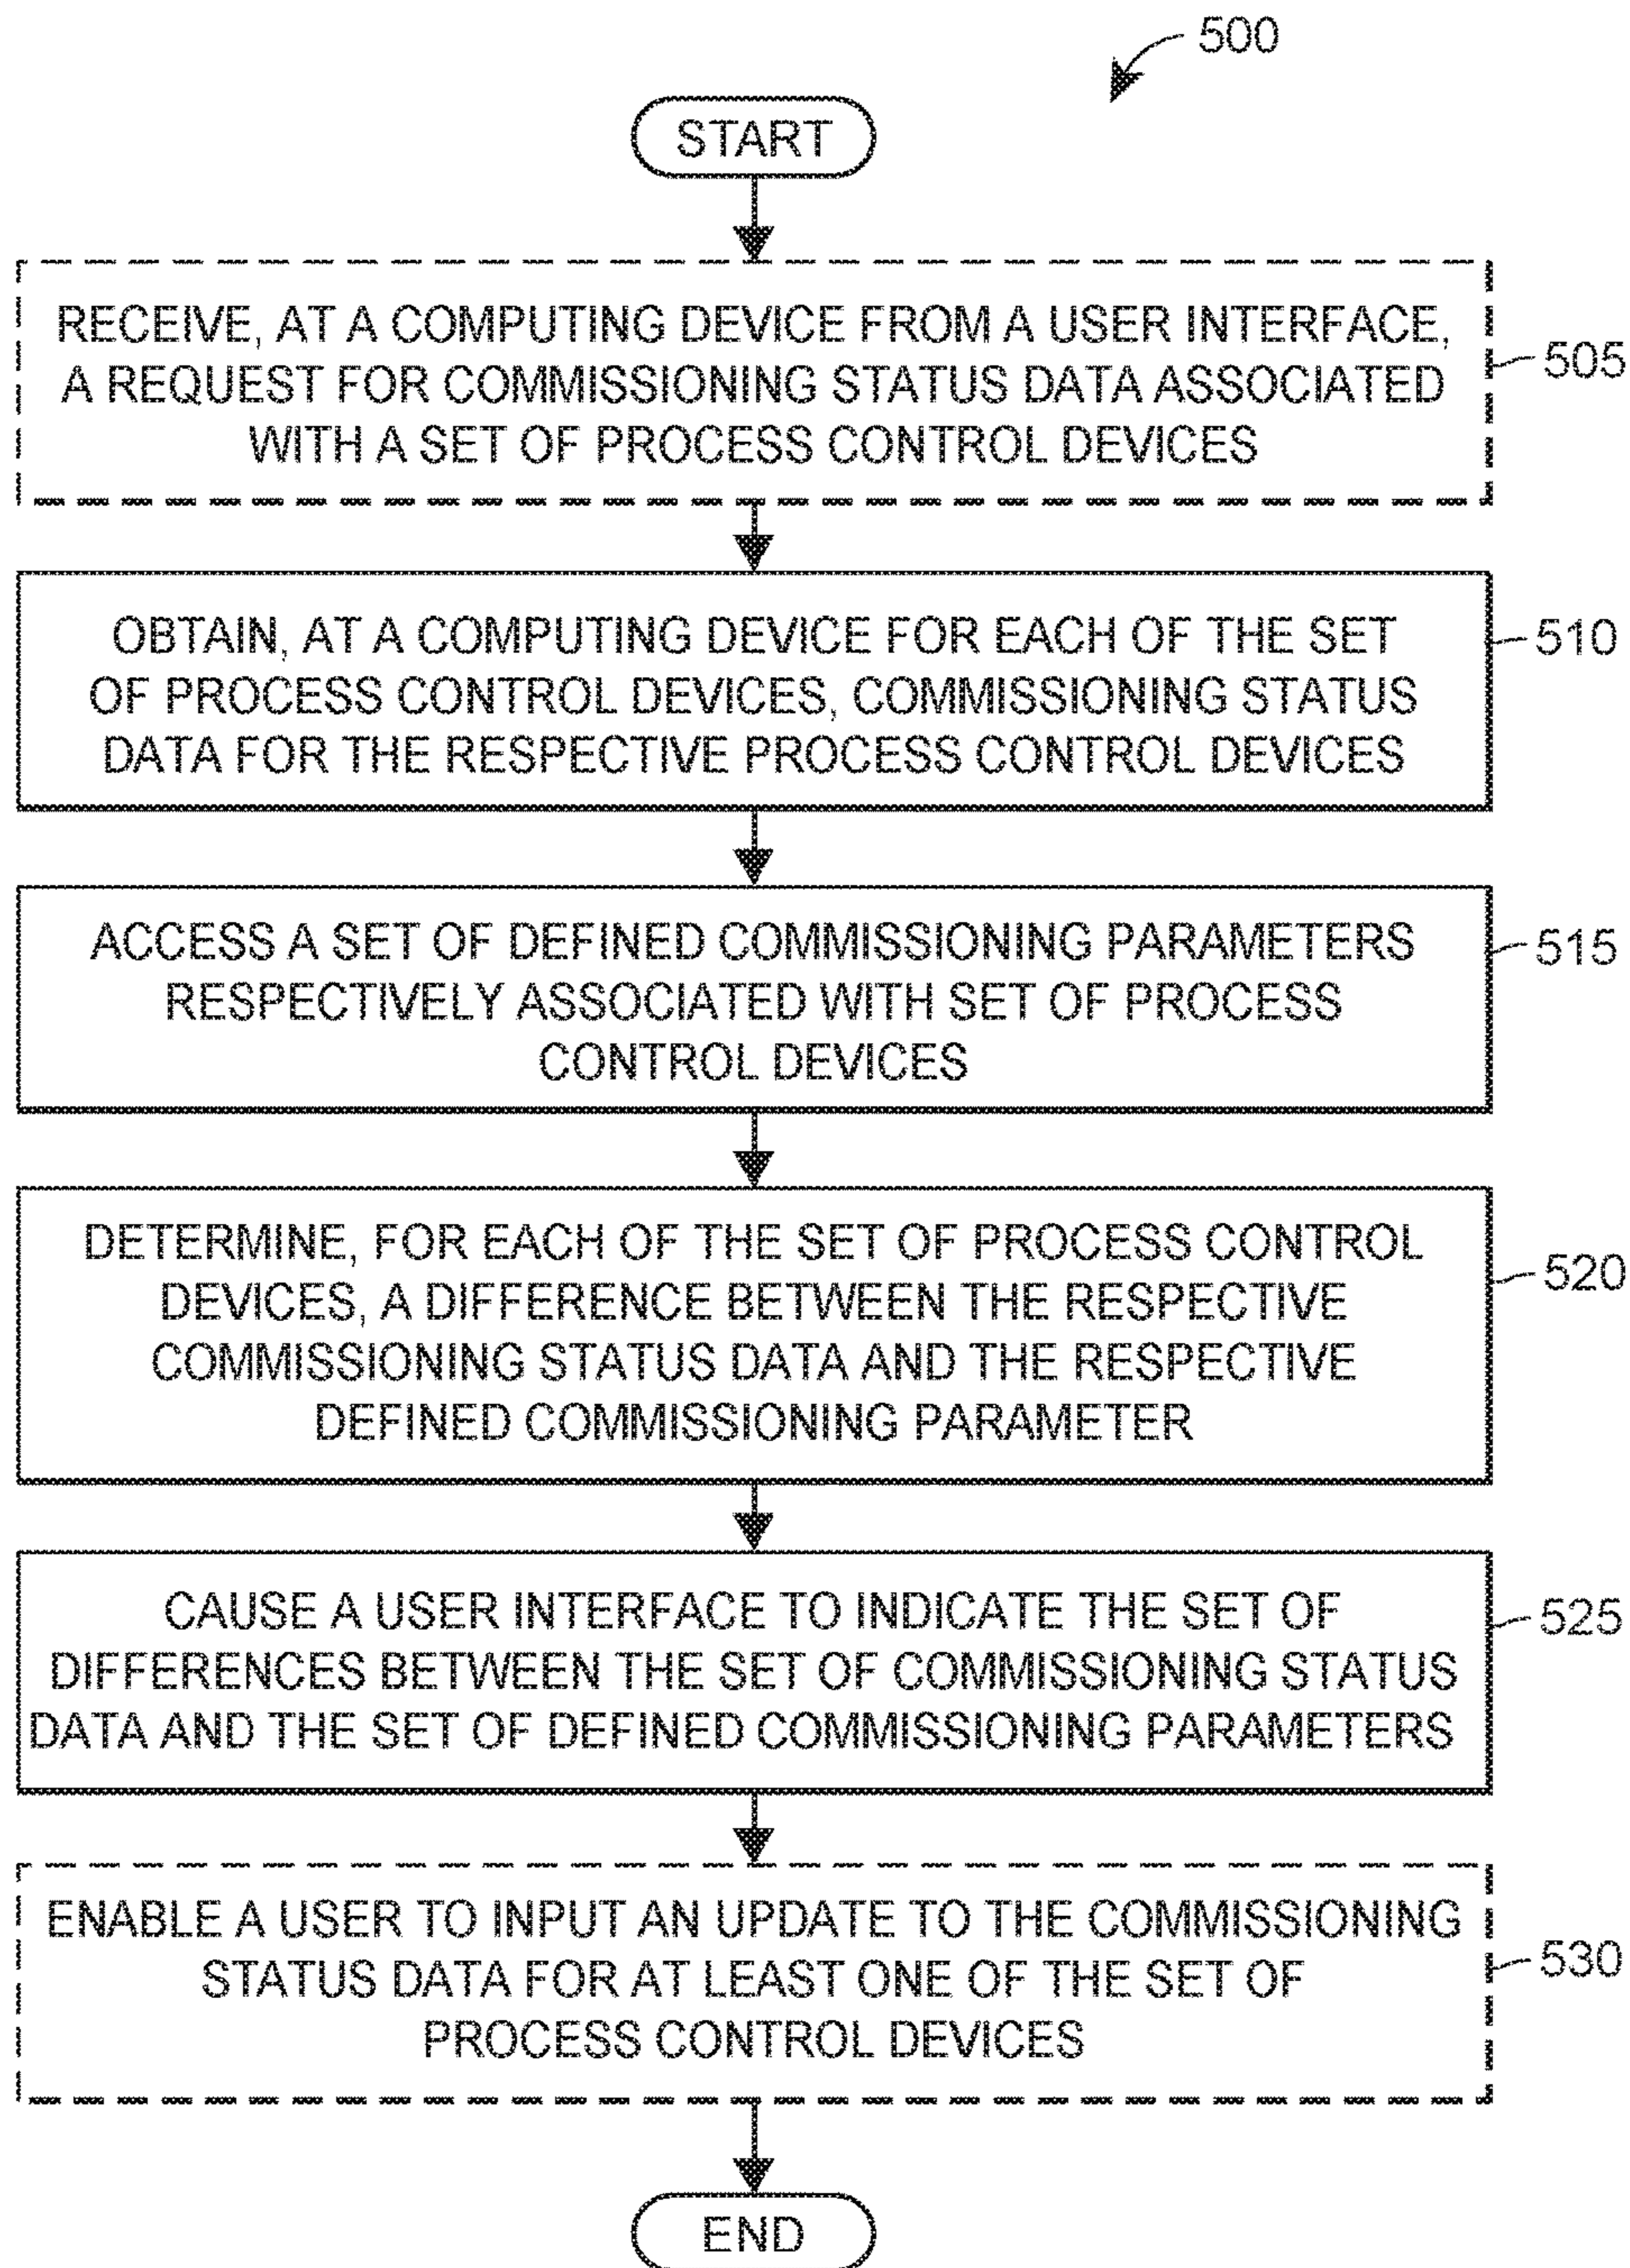 500
START
RECEIVE, AT A COMPUTING DEVICE FROM A USER INTERFACE,
A REQUEST FOR COMMISSIONING STATUS DATA ASSOCIATED
WITH A SET OF PROCESS CONTROL DEVICES
505
OBTAIN, AT A COMPUTING DEVICE FOR EACH OF THE SET
OF PROCESS CONTROL DEVICES, COMMISSIONING STATUS
DATA FOR THE RESPECTIVE PROCESS CONTROL DEVICES
510
ACCESS A SET OF DEFINED COMMISSIONING PARAMETERS
RESPECTIVELY ASSOCIATED WITH SET OF PROCESS
CONTROL DEVICES
515
DETERMINE, FOR EACH OF THE SET OF PROCESS CONTROL
DEVICES, A DIFFERENCE BETWEEN THE RESPECTIVE
COMMISSIONING STATUS DATA AND THE RESPECTIVE
DEFINED COMMISSIONING PARAMETER
520
CAUSE A USER INTERFACE TO INDICATE THE SET OF
DIFFERENCES BETWEEN THE SET OF COMMISSIONING STATUS
DATA AND THE SET OF DEFINED COMMISSIONING PARAMETERS
525
ENABLE A USER TO INPUT AN UPDATE TO THE COMMISSIONING
STATUS DATA FOR AT LEAST ONE OF THE SET OF
PROCESS CONTROL DEVICES
530
END